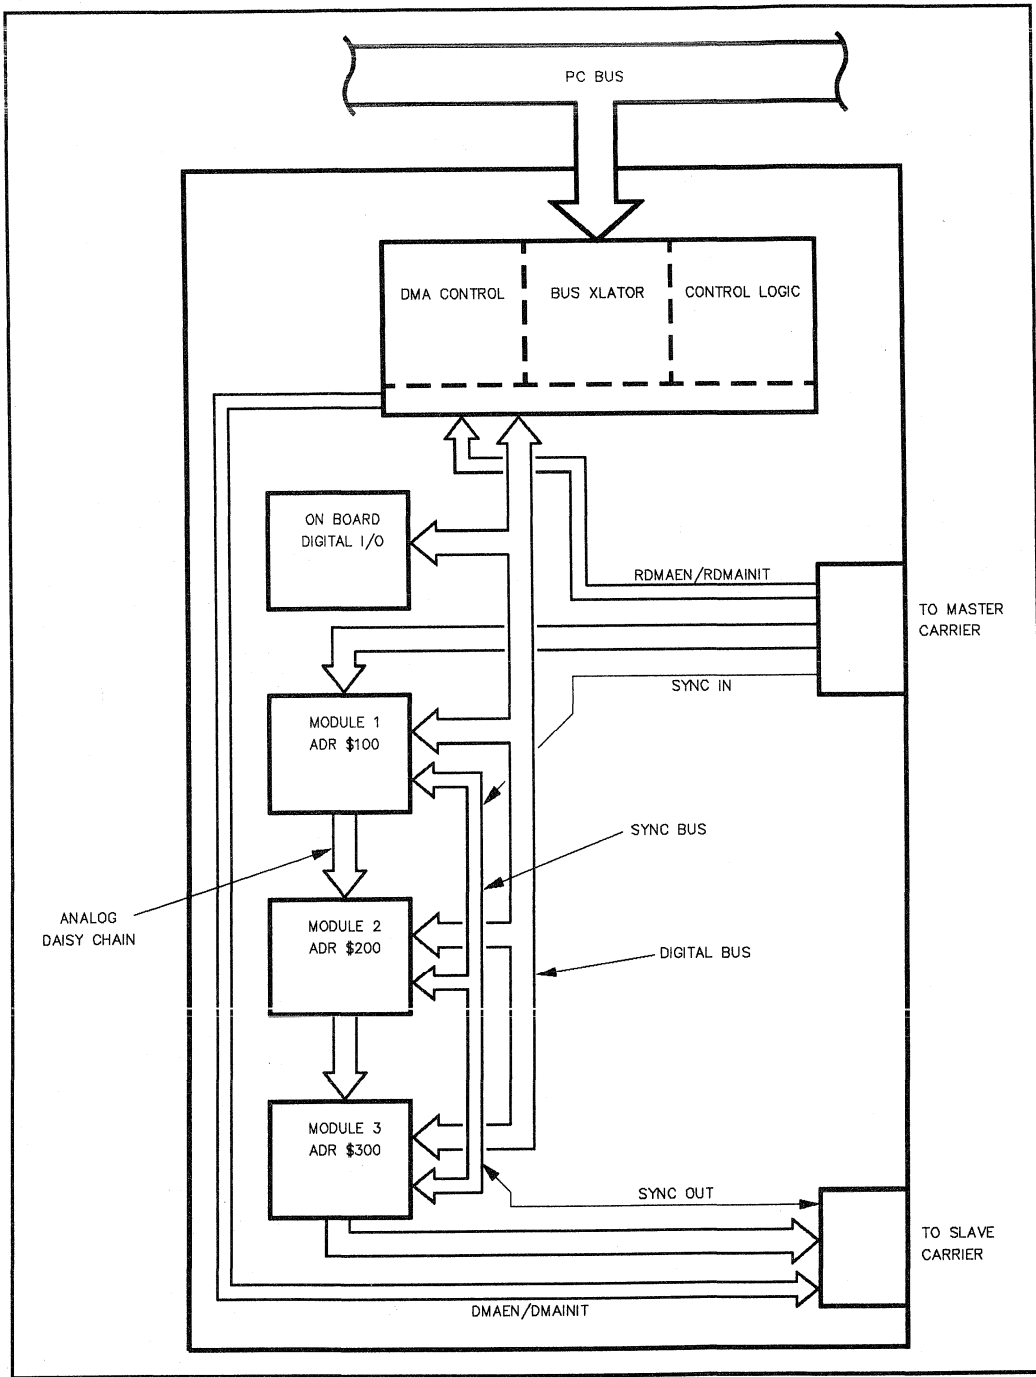 PC BUS
DMA CONTROL
BUS XLATOR
CONTROL LOGIC
ON BOARD
DIGITAL I/O
RDMAEN/RDMAINIT
TO MASTER
CARRIER
SYNC IN
MODULE 1
ADR $100
SYNC BUS
ANALOG
DAISY CHAIN
MODULE 2
ADR $200
DIGITAL BUS
MODULE 3
ADR $300
SYNC OUT
TO SLAVE
CARRIER
DMAEN/DMAINIT